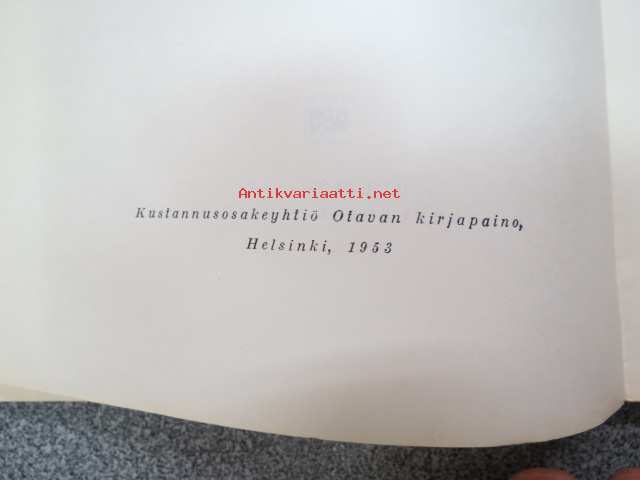 Antikvariaatti.net
Kustannusosakeyhtiö Otavan kirjapaino,
Helsinki, 1953